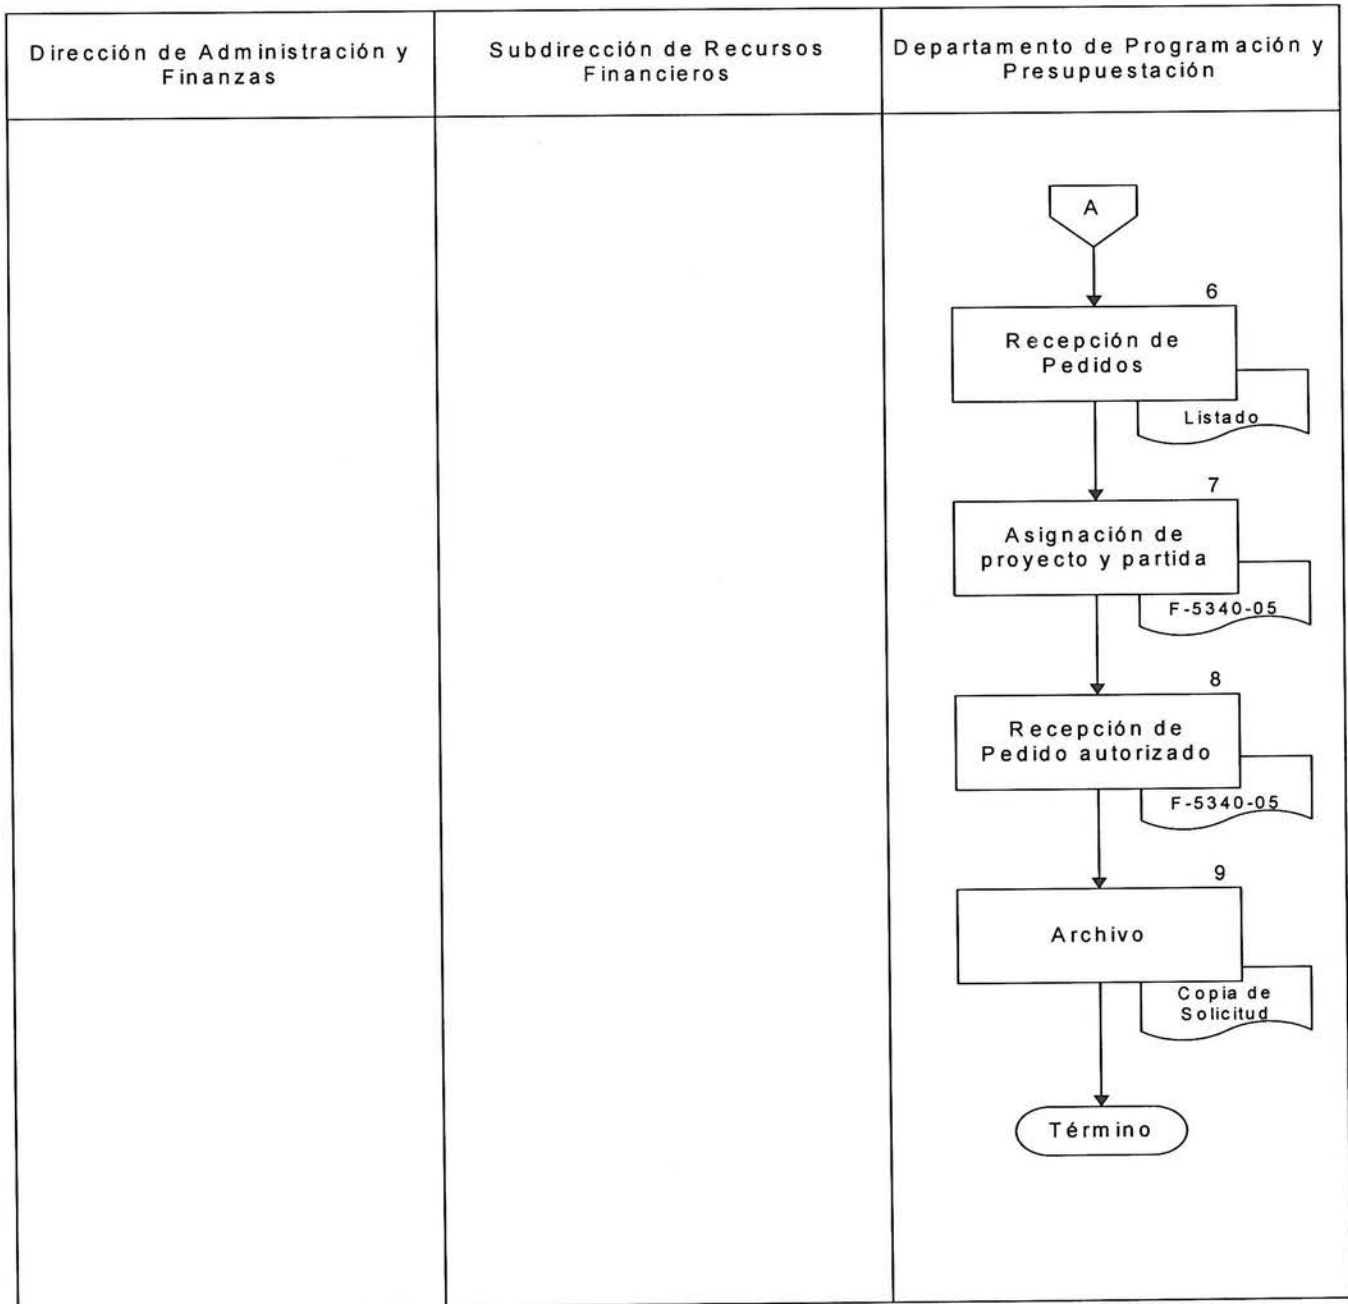 Dirección de Administración y
Finanzas
Subdirección de Recursos
Financieros
Departamento de Programación y
Presupuestación
A
6
Recepción de
Pedidos
Listado
7
Asignación de
proyecto y partida
F-5340-05
8
Recepción de
Pedido autorizado
F-5340-05
9
Archivo
Copia de
Solicitud
Término